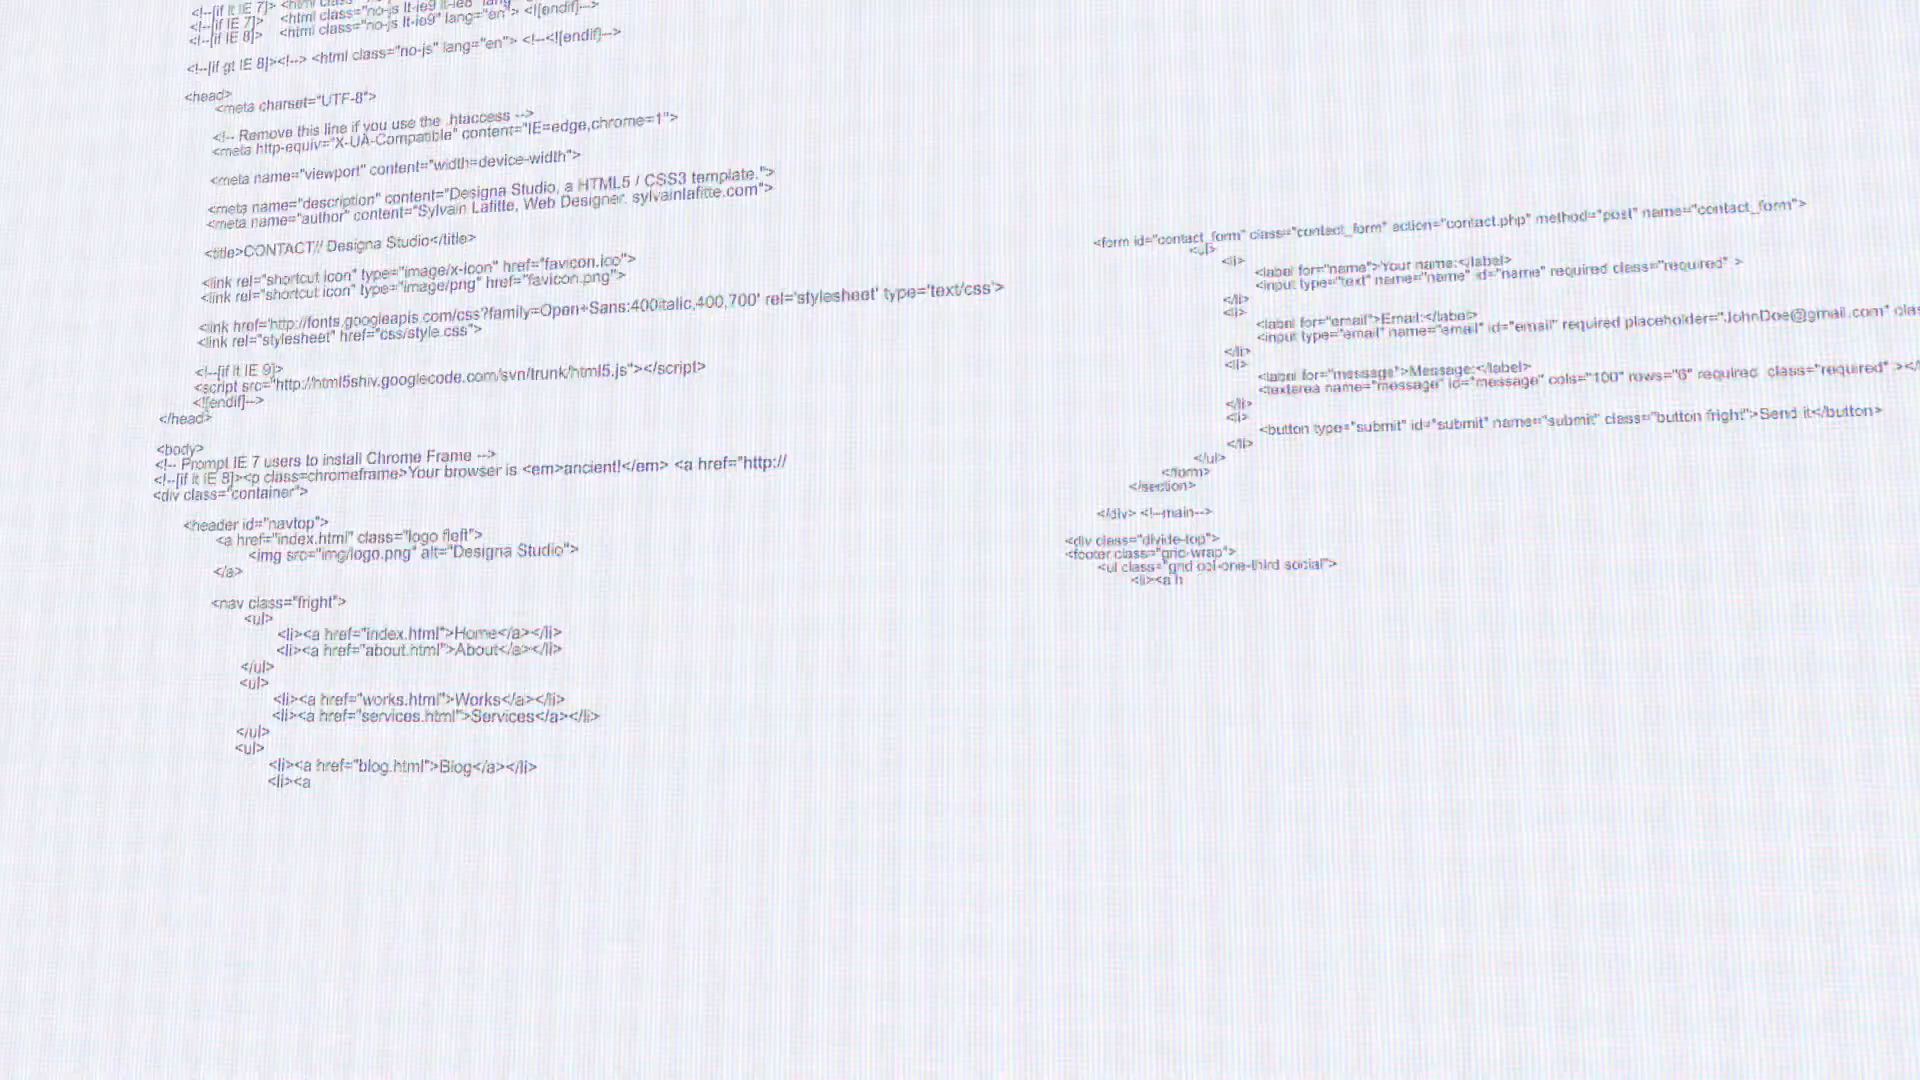 <!--[if IE 7]>    <html class="no-js lt-ie9 lt-ie8" lang=
<!--[if IE 8]>    <html class="no-js lt-ie9" lang="en"> <![endif]-->
<!--[if gt IE 8]><!--> <html class="no-js" lang="en"> <!--<![endif]-->
<head>
<meta charset="UTF-8">
<!-- Remove this line if you use the .htaccess -->
<meta http-equiv="X-UA-Compatible" content="IE=edge,chrome=1">
<meta name="viewport" content="width=device-width">
<meta name="description" content="Designa Studio, a HTML5 / CSS3 template.">
<meta name="author" content="Sylvain Lafitte, Web Designer, sylvainlafitte.com">
<title>CONTACT// Designa Studio</title>
<link rel="shortcut icon" type="image/x-icon" href="favicon.ico">
<link rel="shortcut icon" type="image/png" href="favicon.png">
<link href='http://fonts.googleapis.com/css?family=Open+Sans:400italic,400,700' rel='stylesheet' type='text/css'>
<link rel="stylesheet" href="css/style.css">
<!--[if lt IE 9]>
<script src="http://html5shiv.googlecode.com/svn/trunk/html5.js"></script>
<![endif]-->
</head>
<body>
<!-- Prompt IE 7 users to install Chrome Frame -->
<!--[if lt IE 8]><p class=chromeframe>Your browser is <em>ancient!</em> <a href="http://
<div class="container">
<header id="navtop">
<a href="index.html" class="logo fleft">
<img src="img/logo.png" alt="Designa Studio">
</a>
<nav class="fright">
<ul>
<li><a href="index.html">Home</a></li>
<li><a href="about.html">About</a></li>
</ul>
<ul>
<li><a href="works.html">Works</a></li>
<li><a href="services.html">Services</a></li>
</ul>
<ul>
<li><a href="blog.html">Blog</a></li>
<li><a
<form id="contact_form" class="contact_form" action="contact.php" method="post" name="contact_form">
<ul>
<li>
<label for="name">Your name:</label>
<input type="text" name="name" id="name" required class="required" >
</li>
<li>
<label for="email">Email:</label>
<input type="email" name="email" id="email" required placeholder="JohnDoe@gmail.com" clas
</li>
<li>
<label for="message">Message:</label>
<textarea name="message" id="message" cols="100" rows="6" required  class="required" ></
</li>
<li>
<button type="submit" id="submit" name="submit" class="button fright">Send it</button>
</li>
</ul>
</form>
</section>
</div> <!--main-->
<div class="divide-top">
<footer class="grid-wrap">
<ul class="grid col-one-third social">
<li><a h